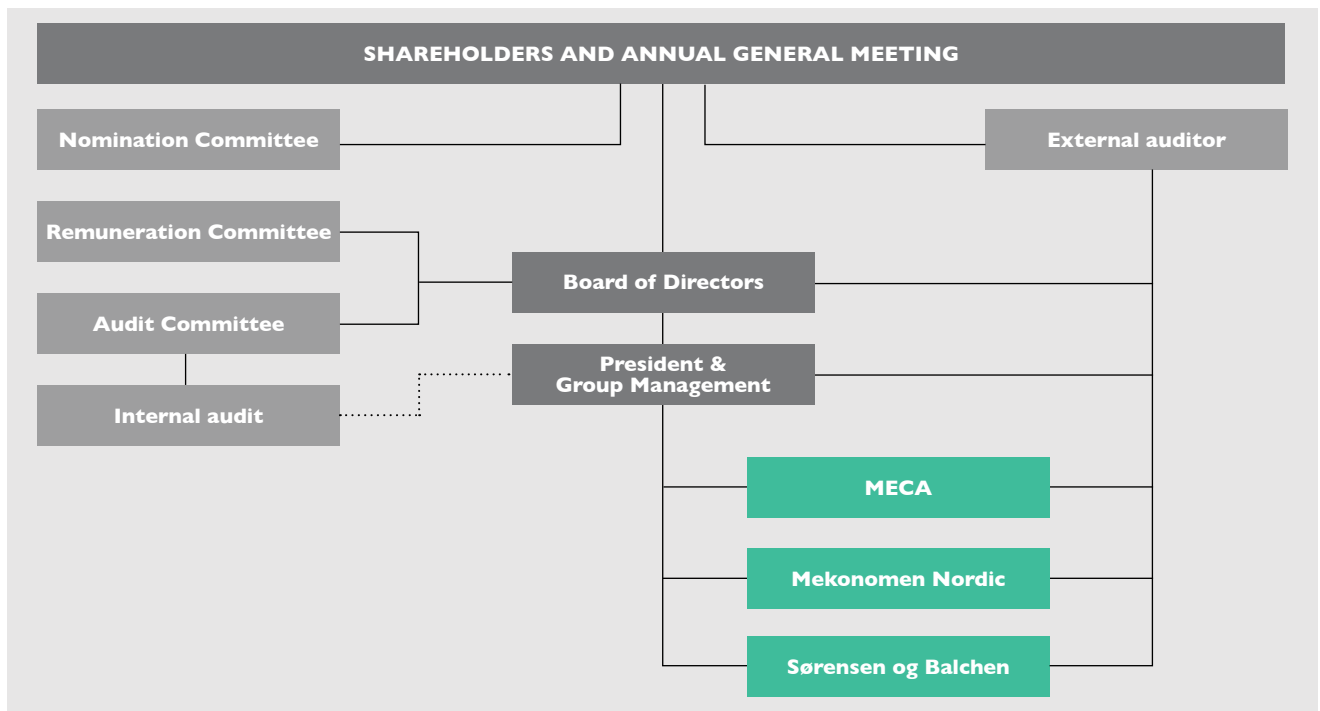 SHAREHOLDERS AND ANNUAL GENERAL MEETING
Nomination Committee
External auditor
Remuneration Committee
Board of Directors
Audit Committee
President &
Group Management
Internal audit
MECA
Mekonomen Nordic
Sørensen og Balchen